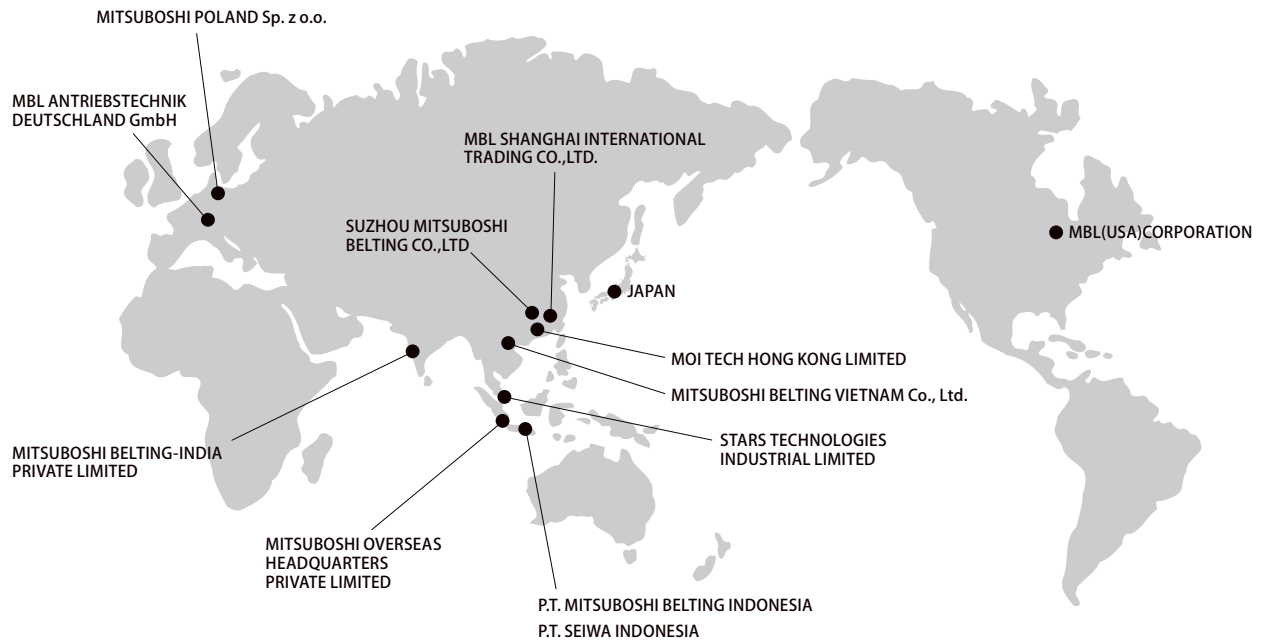 MITSUBOSHI POLAND Sp. z o.o.
MBL ANTRIEBSTECHNIK
DEUTSCHLAND GmbH
MBL SHANGHAI INTERNATIONAL
TRADING CO.,LTD.
SUZHOU MITSUBOSHI
BELTING CO.,LTD
MBL(USA)CORPORATION
JAPAN
MOI TECH HONG KONG LIMITED
MITSUBOSHI BELTING VIETNAM Co., Ltd.
STARS TECHNOLOGIES
INDUSTRIAL LIMITED
MITSUBOSHI BELTING-INDIA
PRIVATE LIMITED
MITSUBOSHI OVERSEAS
HEADQUARTERS
PRIVATE LIMITED
P.T. MITSUBOSHI BELTING INDONESIA
P.T. SEIWA INDONESIA